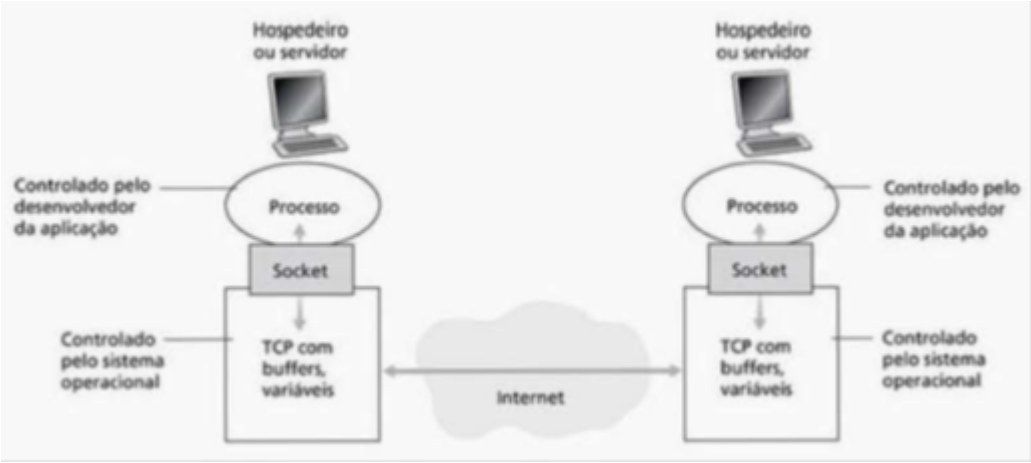 Hospedeiro
ou servidor
Hospedeiro
ou servidor
Controlado pelo
desenvolvedor
da aplicação
Processo
Processo
Controlado pelo
desenvolvedor
da aplicação
Socket
Socket
Controlado
pelo sistema
operacional
TCP com
buffers,
variáveis
Internet
TCP com
buffers,
variáveis
Controlado
pelo sistema
operacional